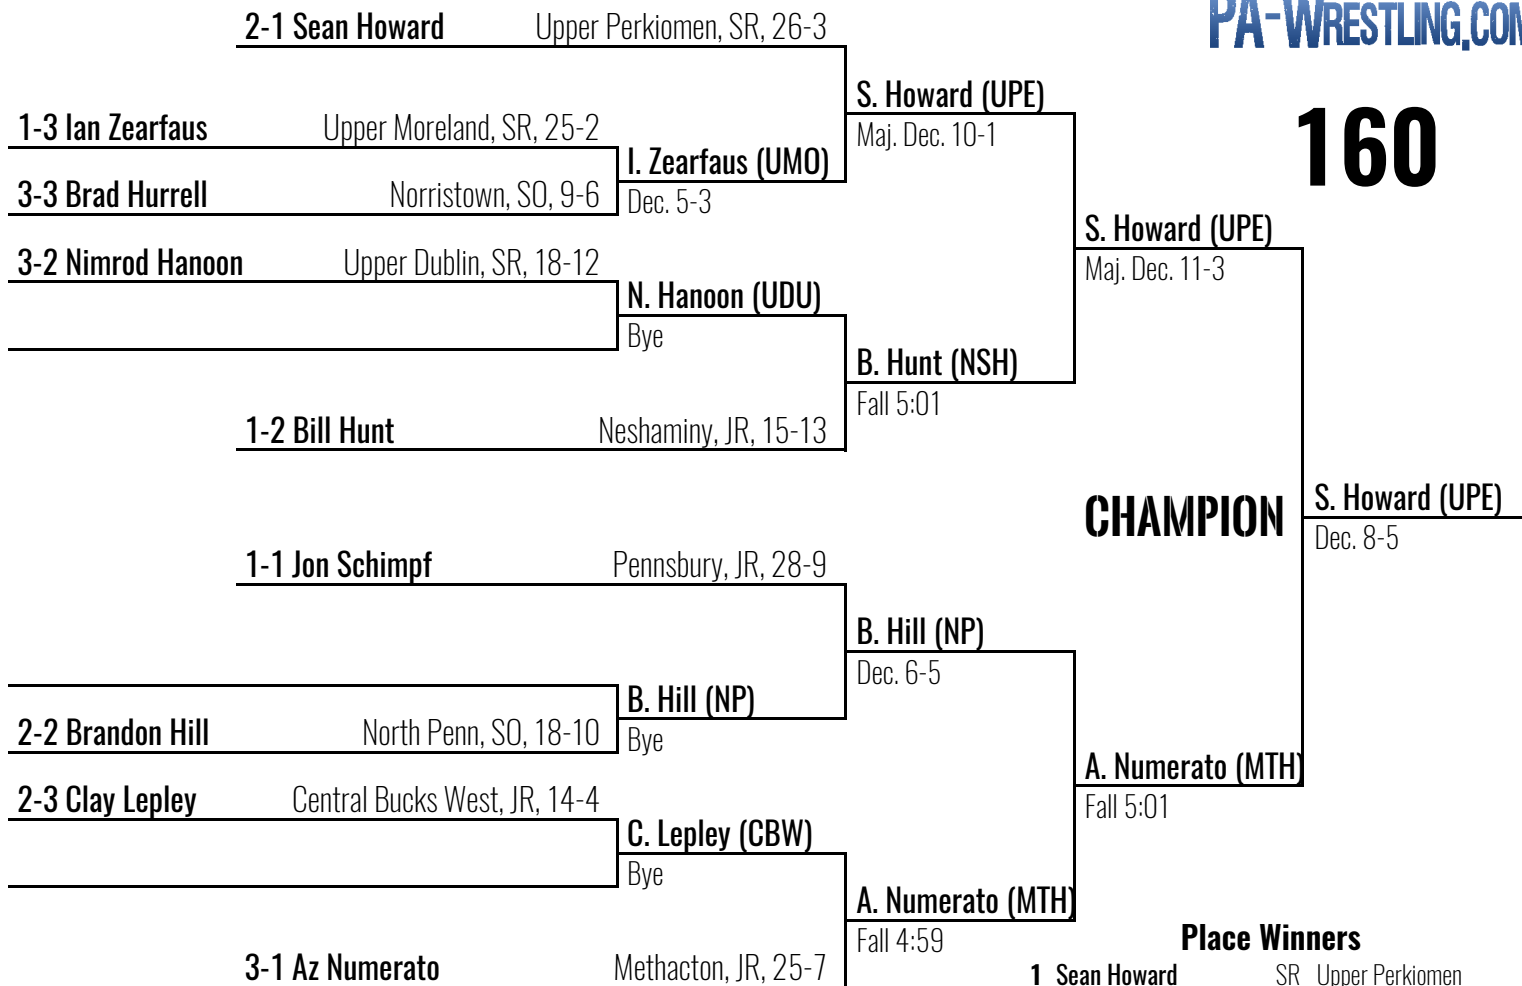 2-1 Sean Howard Upper Perkiomen, SR, 26-3
PA-WRESTLING.COM
S. Howard (UPE)
1-3 Ian Zearfaus Upper Moreland, SR, 25-2
Maj. Dec. 10-1
160
I. Zearfaus (UMO)
3-3 Brad Hurrell Norristown, SO, 9-6
Dec. 5-3
S. Howard (UPE)
3-2 Nimrod Hanoon Upper Dublin, SR, 18-12
Maj. Dec. 11-3
N. Hanoon (UDU)
Bye
B. Hunt (NSH)
Fall 5:01
1-2 Bill Hunt Neshaminy, JR, 15-13
CHAMPION
S. Howard (UPE)
Dec. 8-5
1-1 Jon Schimpf Pennsbury, JR, 28-9
B. Hill (NP)
Dec. 6-5
B. Hill (NP)
2-2 Brandon Hill North Penn, SO, 18-10
Bye
A. Numerato (MTH)
2-3 Clay Lepley Central Bucks West, JR, 14-4
Fall 5:01
C. Lepley (CBW)
Bye
A. Numerato (MTH)
Fall 4:59
Place Winners
3-1 Az Numerato Methacton, JR, 25-7
1 Sean Howard SR Upper Perkiomen